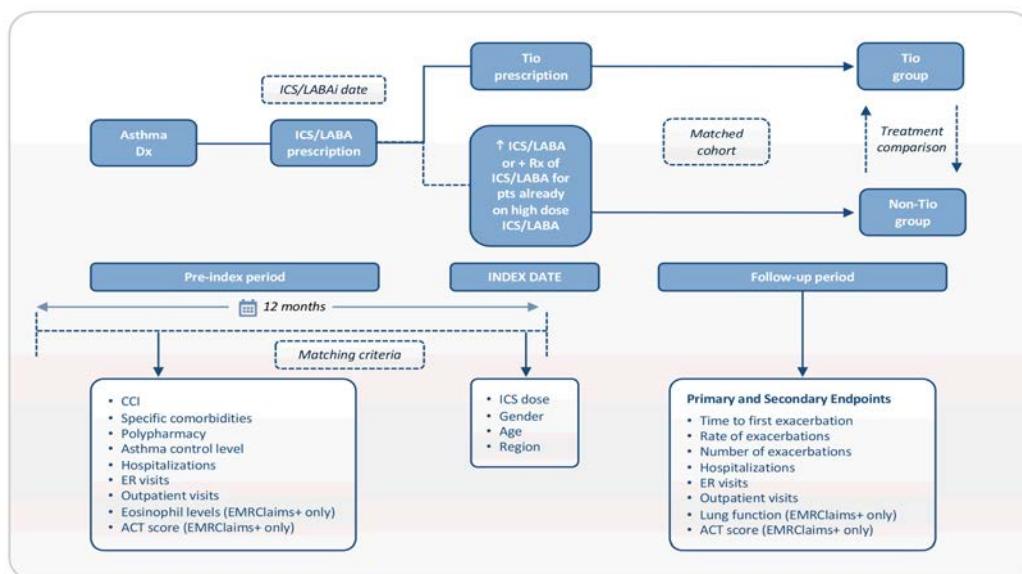 Tio
prescription
Tio
group
ICS/LABAi date
Asthma
Dx
ICS/LABA
prescription
↑ ICS/LABA
or + Rx of
ICS/LABA for
pts already
on high dose
ICS/LABA
Matched
cohort
Treatment
comparison
Non-Tio
group
Pre-index period
INDEX DATE
Follow-up period
12 months
Matching criteria
• CCI
• Specific comorbidities
• Polypharmacy
• Asthma control level
• Hospitalizations
• ER visits
• Outpatient visits
• Eosinophil levels (EMRClaims+ only)
• ACT score (EMRClaims+ only)
• ICS dose
• Gender
• Age
• Region
Primary and Secondary Endpoints
• Time to first exacerbation
• Rate of exacerbations
• Number of exacerbations
• Hospitalizations
• ER visits
• Outpatient visits
• Lung function (EMRClaims+ only)
• ACT score (EMRClaims+ only)